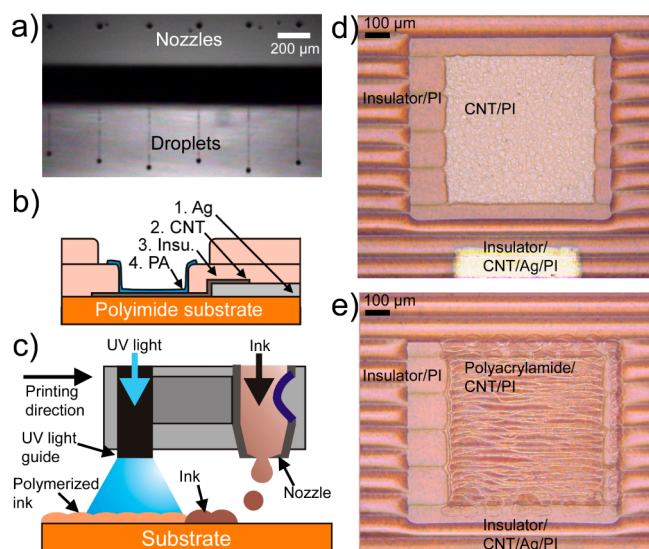 a)
Nozzles
200 µm
Droplets
b)
1. Ag
2. CNT
3. Insu.
4. PA
Polyimide substrate
c)
UV light
Ink
Printing
direction
UV light
guide
Nozzle
Polymerized
ink
Ink
Substrate
d)
100 µm
Insulator/PI
CNT/PI
Insulator/
CNT/Ag/PI
e)
100 µm
Insulator/PI
Polyacrylamide/
CNT/PI
Insulator/
CNT/Ag/PI